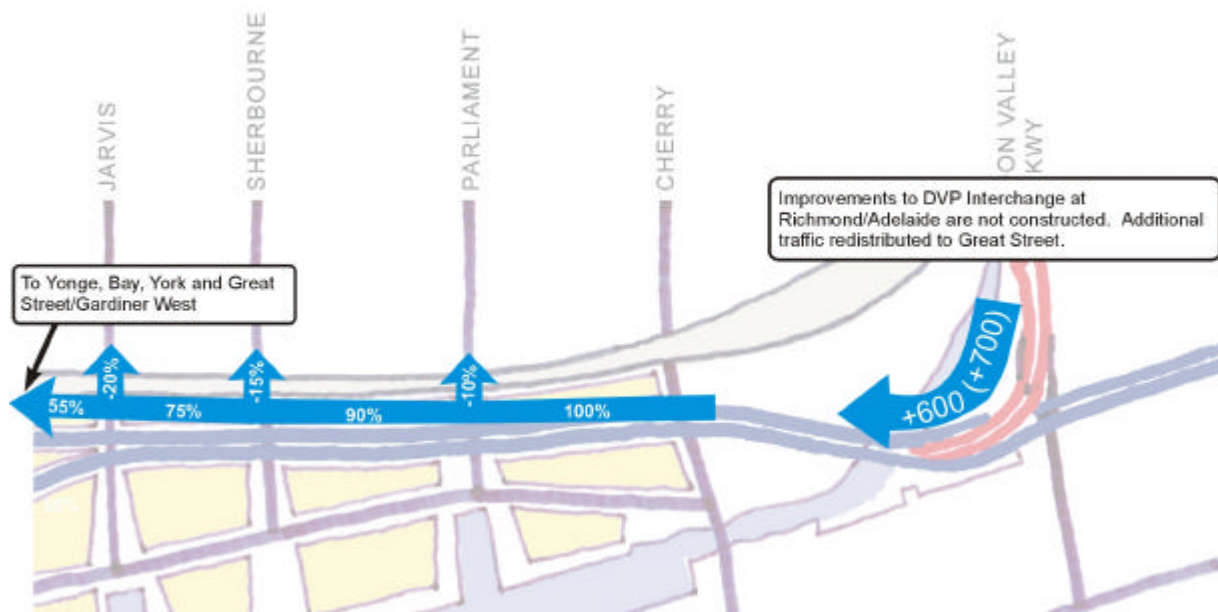 JARVIS
SHERBOURNE
PARLIAMENT
CHERRY
ON VALLEY
KWY
Improvements to DVP Interchange at
Richmond/Adelaide are not constructed. Additional
traffic redistributed to Great Street.
To Yonge, Bay, York and Great
Street/Gardiner West
-20%
-15%
-10%
+600 (+700)
55%
75%
90%
100%